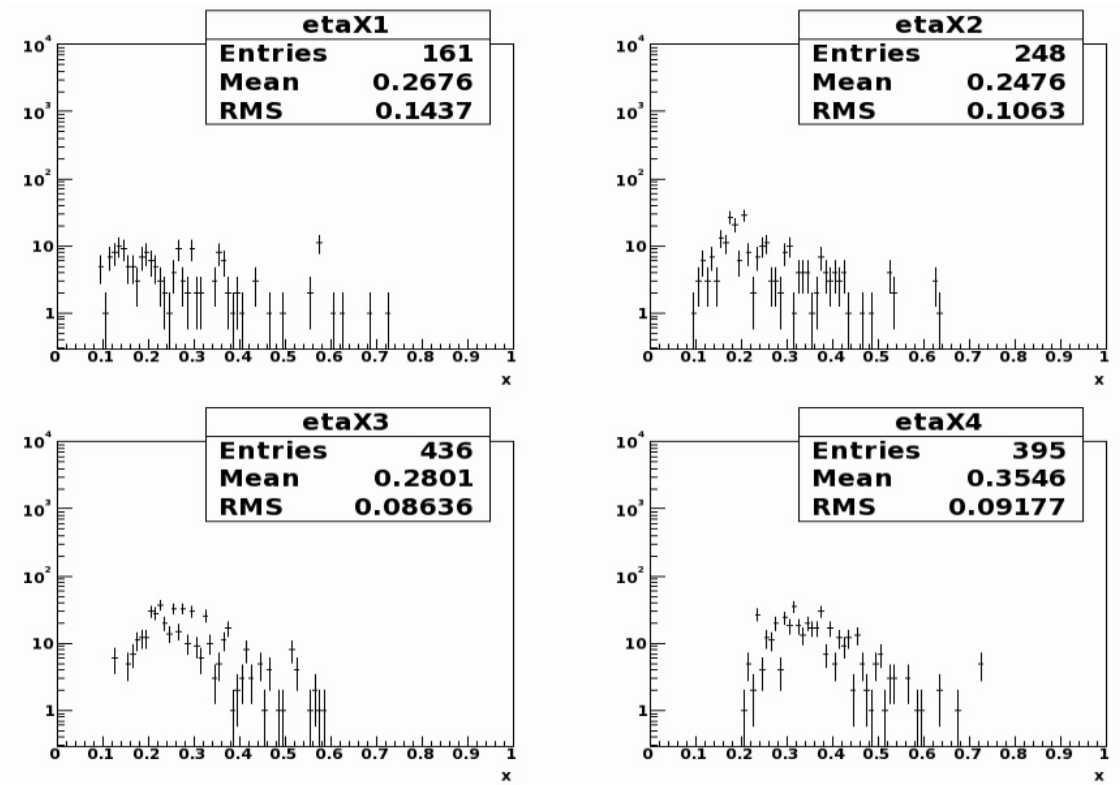 etaX1
Entries 161
Mean 0.2676
RMS 0.1437
10⁴
10³
10²
10
1
0 0.1 0.2 0.3 0.4 0.5 0.6 0.7 0.8 0.9 1
x
etaX2
Entries 248
Mean 0.2476
RMS 0.1063
10⁴
10³
10²
10
1
0 0.1 0.2 0.3 0.4 0.5 0.6 0.7 0.8 0.9 1
x
etaX3
Entries 436
Mean 0.2801
RMS 0.08636
10⁴
10³
10²
10
1
0 0.1 0.2 0.3 0.4 0.5 0.6 0.7 0.8 0.9 1
x
etaX4
Entries 395
Mean 0.3546
RMS 0.09177
10⁴
10³
10²
10
1
0 0.1 0.2 0.3 0.4 0.5 0.6 0.7 0.8 0.9 1
x